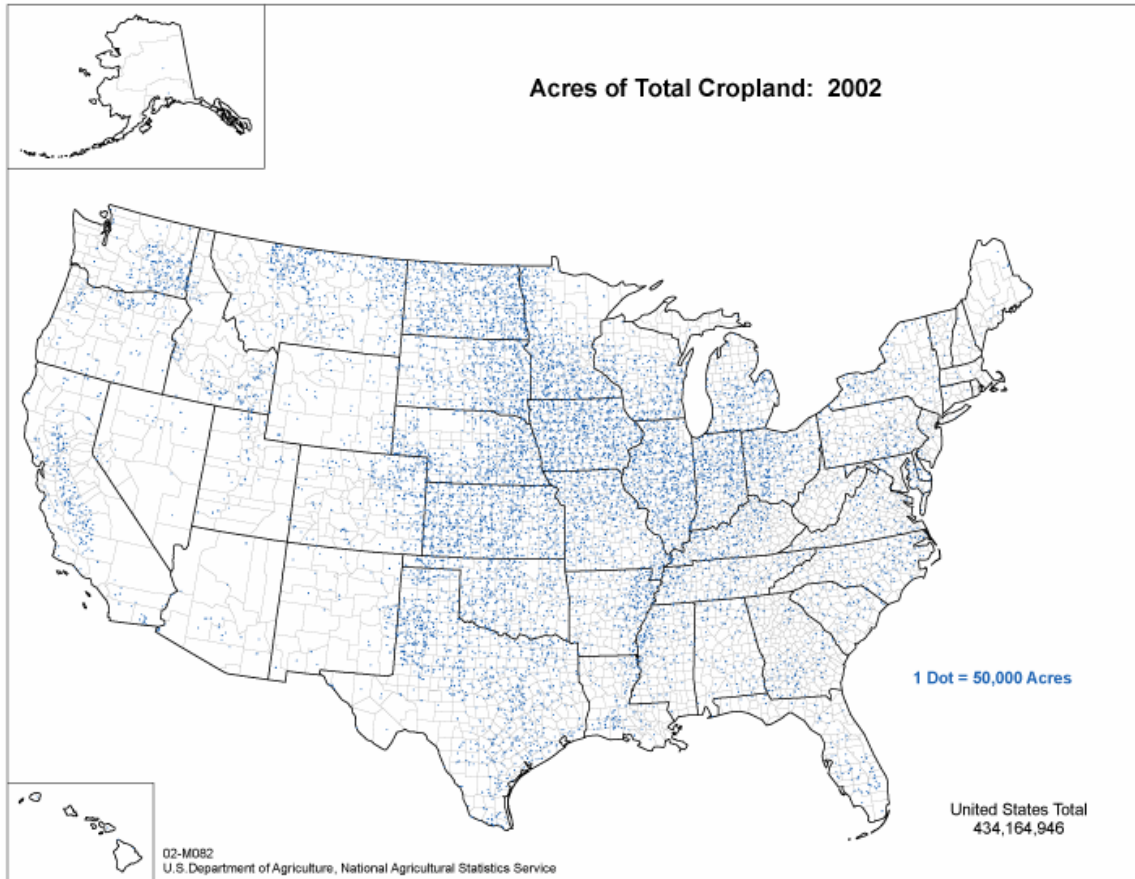 Acres of Total Cropland: 2002
1 Dot = 50,000 Acres
United States Total
434,164,946
02-M082
U.S.Department of Agriculture, National Agricultural Statistics Service